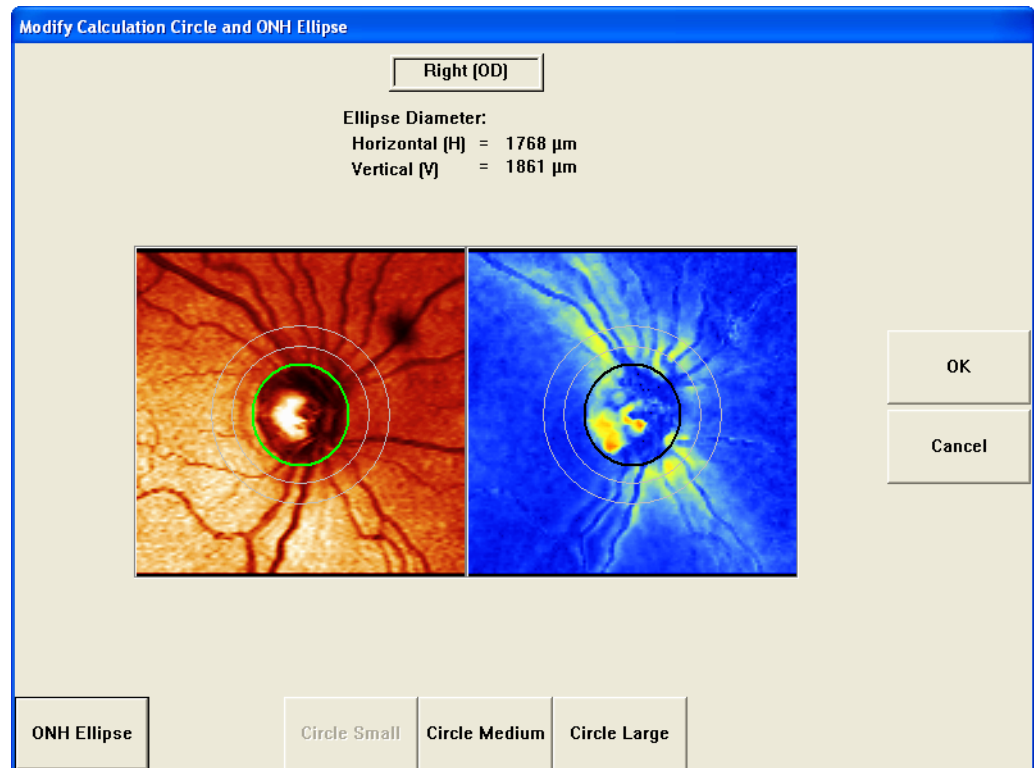 Modify Calculation Circle and ONH Ellipse
Right (OD)
Ellipse Diameter:
Horizontal (H) = 1768 µm
Vertical (V) = 1861 µm
OK
Cancel
ONH Ellipse
Circle Small
Circle Medium
Circle Large